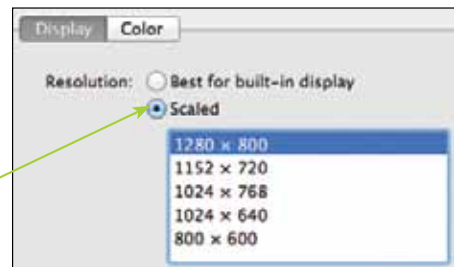 Display Color
Resolution: Best for built-in display
Scaled
1280 × 800
1152 × 720
1024 × 768
1024 × 640
800 × 600